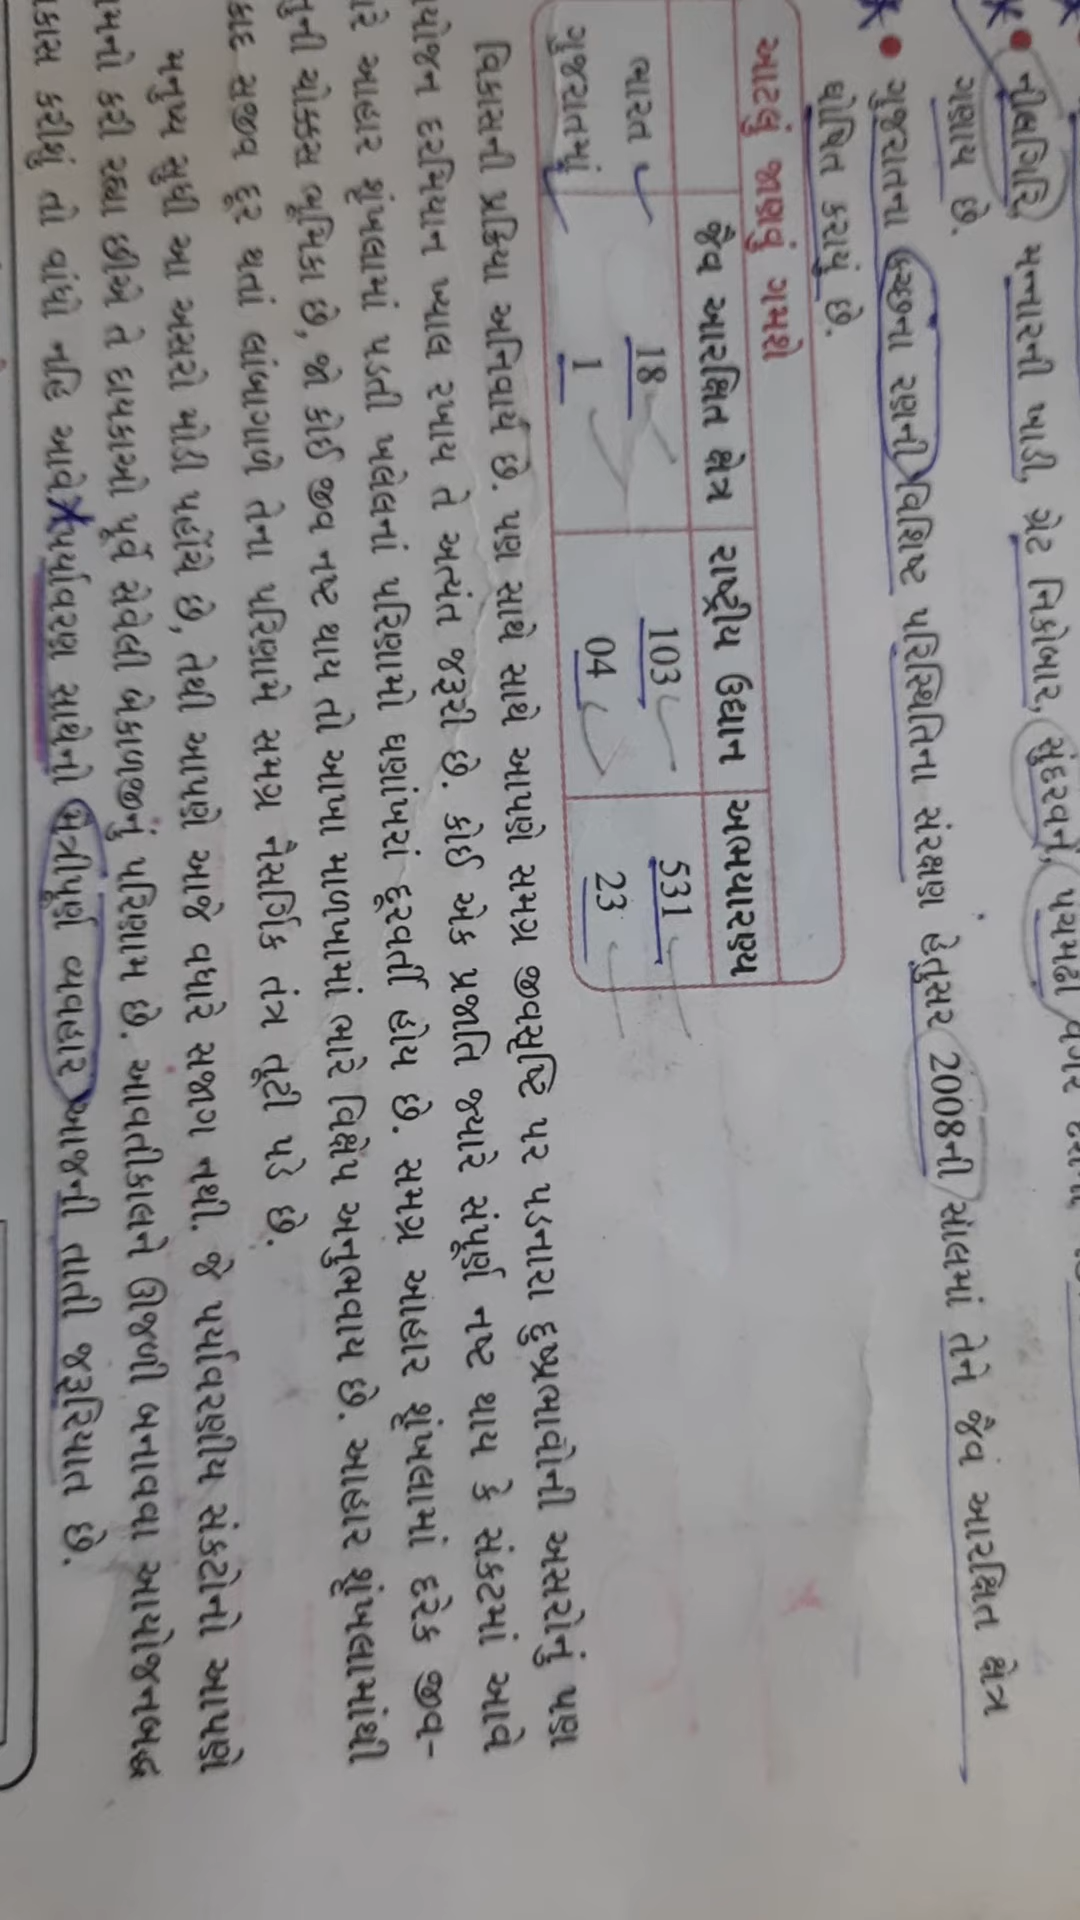 નીલગિરિ, મન્નારની ખાડી, ગ્રેટ નિકોબાર, સુંદરવન, પચમઢી વગેરે
ગણાય છે.
• ગુજરાતના કચ્છના રણની વિશિષ્ટ પરિસ્થિતિના સંરક્ષણ હેતુસર 2008ની સાલમાં તેને જૈવ આરક્ષિત ક્ષેત્ર
ઘોષિત કરાયું છે.
આટલું જાણવું ગમશે
જૈવ આરક્ષિત ક્ષેત્ર રાષ્ટ્રીય ઉદ્યાન અભયારણ્ય
ભારત 18 103 531
ગુજરાતમાં 1 04 23
વિકાસની પ્રક્રિયા અનિવાર્ય છે. પણ સાથે સાથે આપણે સમગ્ર જીવસૃષ્ટિ પર પડનારા દુષ્પ્રભાવોની અસરોનું પણ
યોજન દરમિયાન ખ્યાલ રખાય તે અત્યંત જરૂરી છે. કોઈ એક પ્રજાતિ જ્યારે સંપૂર્ણ નષ્ટ થાય કે સંકટમાં આવે
રે આહાર શૃંખલામાં પડતી ખલેલનાં પરિણામો ઘણાંખરાં દૂરવર્તી હોય છે. સમગ્ર આહાર શૃંખલામાં દરેક જીવ-
નુની ચોક્કસ ભૂમિકા છે, જો કોઈ જીવ નષ્ટ થાય તો આખા માળખામાં ભારે વિક્ષેપ અનુભવાય છે. આહાર શૃંખલામાંથી
કાદ સજીવ દૂર થતાં લાંબાગાળે તેના પરિણામે સમગ્ર નૈસર્ગિક તંત્ર તૂટી પડે છે.
મનુષ્ય સુધી આ અસરો મોડી પહોંચે છે, તેથી આપણે આજે વધારે સજાગ નથી. જે પર્યાવરણીય સંકટોનો આપણે
મનો કરી રહ્યા છીએ તે દાયકાઓ પૂર્વે સેવેલી બેકાળજીનું પરિણામ છે. આવતીકાલને ઊજળી બનાવવા આયોજનબદ્ધ
કાસ કરીશું તો વાંધો નહિ આવે પર્યાવરણ સાથેનો મૈત્રીપૂર્ણ વ્યવહાર આજની તાતી જરૂરિયાત છે.